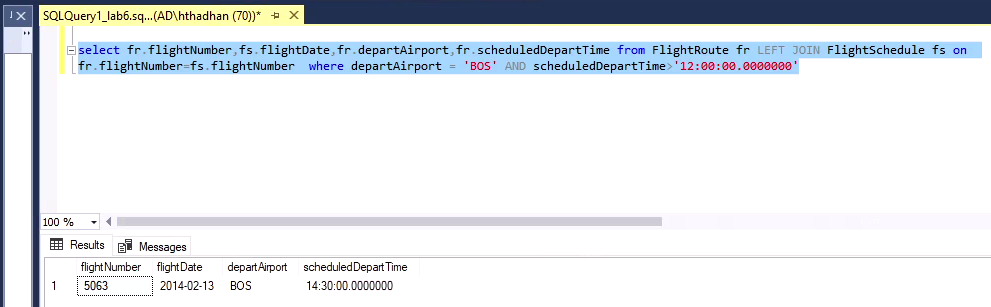 SQLQuery1_lab6.sq...(AD\hthadhan (70))*
select fr.flightNumber,fs.flightDate,fr.departAirport,fr.scheduledDepartTime from FlightRoute fr LEFT JOIN FlightSchedule fs on
fr.flightNumber=fs.flightNumber  where departAirport = 'BOS' AND scheduledDepartTime>'12:00:00.0000000'
100 %
Results Messages
flightNumber flightDate departAirport scheduledDepartTime
1 5063 2014-02-13 BOS 14:30:00.0000000